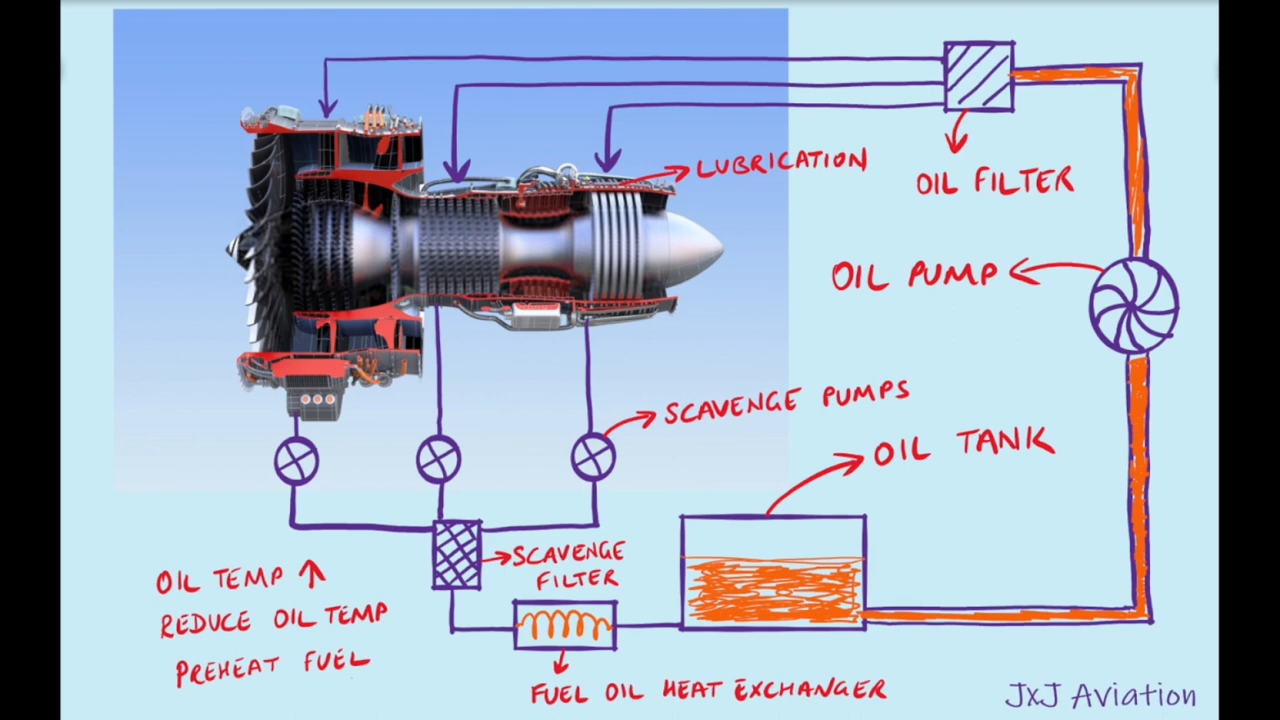 LUBRICATION
OIL FILTER
OIL PUMP
SCAVENGE PUMPS
OIL TANK
SCAVENGE
FILTER
OIL TEMP ↑
REDUCE OIL TEMP
PREHEAT FUEL
FUEL OIL HEAT EXCHANGER
JxJ Aviation